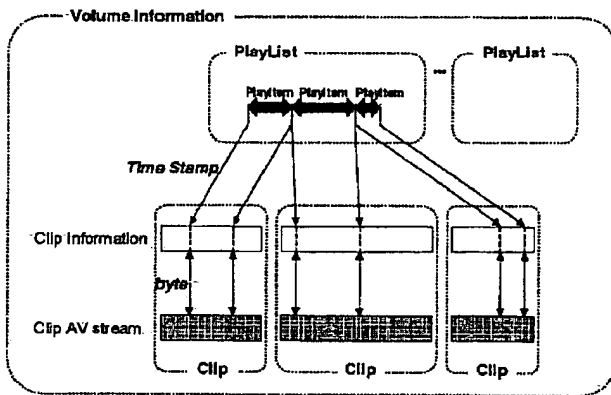 Volume Information
PlayList
... PlayList
PlayItem PlayItem PlayItem
Time Stamp
Clip Information
byte
Clip AV stream.
Clip Clip Clip